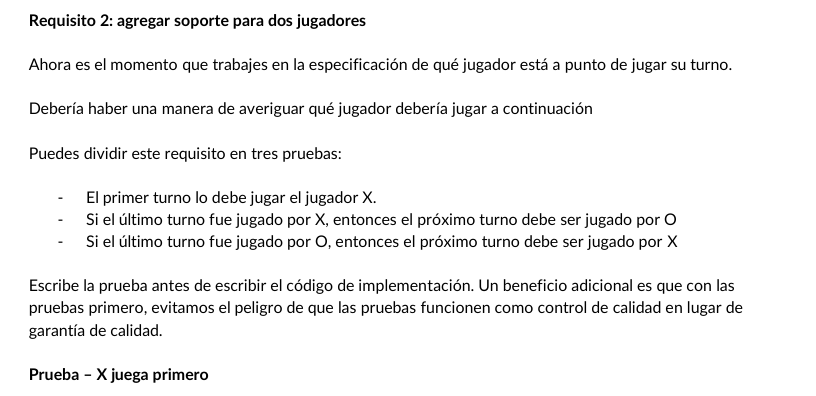 Requisito 2: agregar soporte para dos jugadores
Ahora es el momento que trabajes en la especificación de qué jugador está a punto de jugar su turno.
Debería haber una manera de averiguar qué jugador debería jugar a continuación
Puedes dividir este requisito en tres pruebas:
- El primer turno lo debe jugar el jugador X.
- Si el último turno fue jugado por X, entonces el próximo turno debe ser jugado por O
- Si el último turno fue jugado por O, entonces el próximo turno debe ser jugado por X
Escribe la prueba antes de escribir el código de implementación. Un beneficio adicional es que con las
pruebas primero, evitamos el peligro de que las pruebas funcionen como control de calidad en lugar de
garantía de calidad.
Prueba – X juega primero